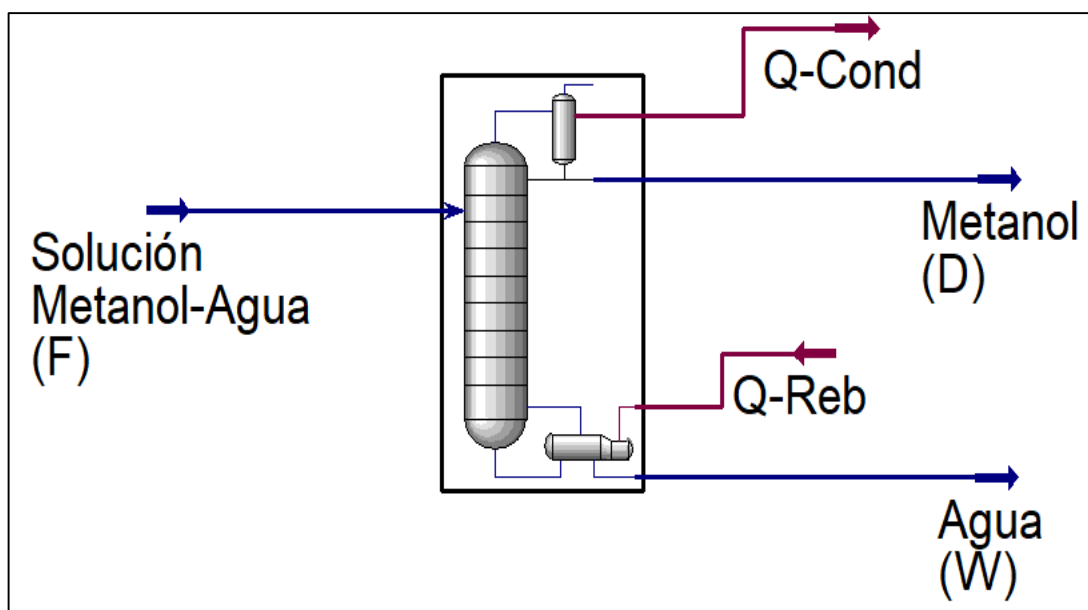 Q-Cond
Solución
Metanol-Agua
(F)
Metanol
(D)
Q-Reb
Agua
(W)